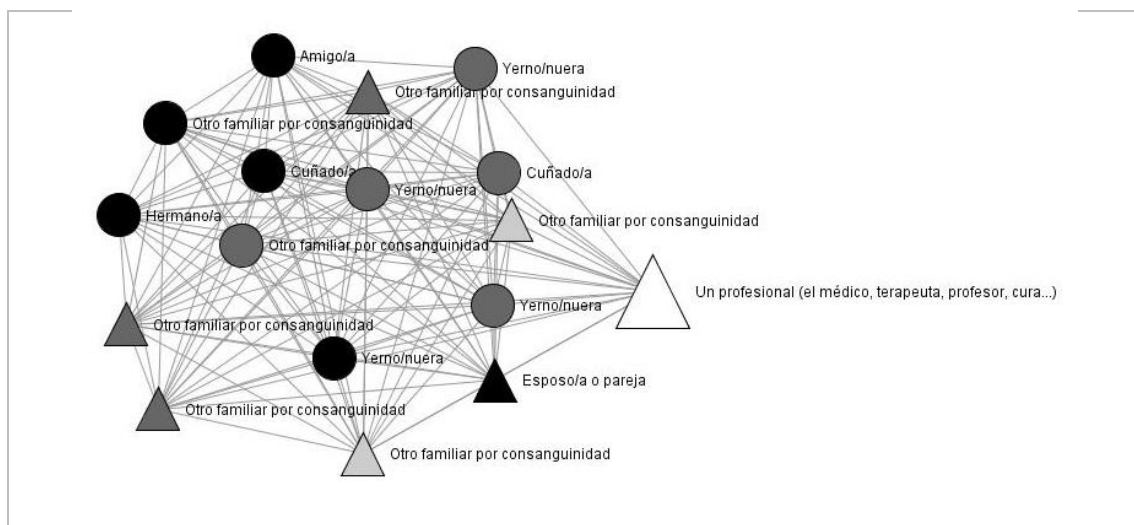 Amigo/a
Yerno/nuera
Otro familiar por consanguinidad
Otro familiar por consanguinidad
Cuñado/a
Cuñado/a
Yerno/nuera
Hermano/a
Otro familiar por consanguinidad
Otro familiar por consanguinidad
Un profesional (el médico, terapeuta, profesor, cura...)
Yerno/nuera
Otro familiar por consanguinidad
Yerno/nuera
Esposo/a o pareja
Otro familiar por consanguinidad
Otro familiar por consanguinidad